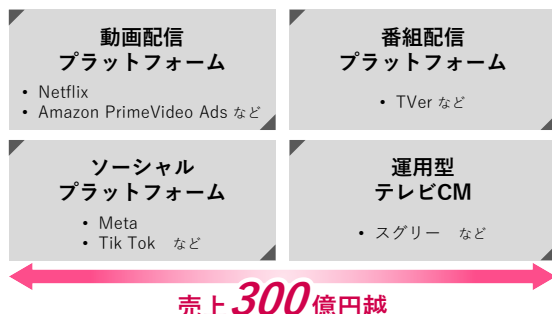 動画配信
プラットフォーム
• Netflix
• Amazon PrimeVideo Ads など
番組配信
プラットフォーム
• TVer など
ソーシャル
プラットフォーム
• Meta
• Tik Tok　など
運用型
テレビCM
• スグリー　など
売上300億円越